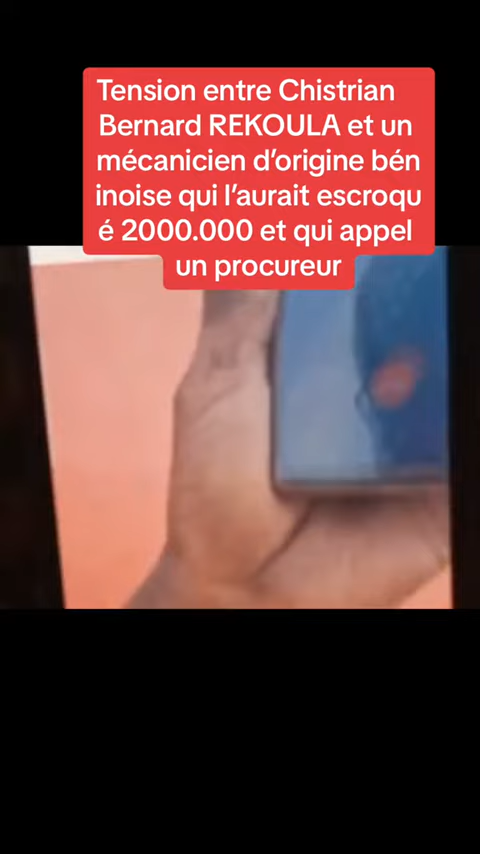 Tension entre Chistrian
Bernard REKOULA et un
mécanicien d’origine bén
inoise qui l’aurait escroqu
é 2000.000 et qui appel
un procureur